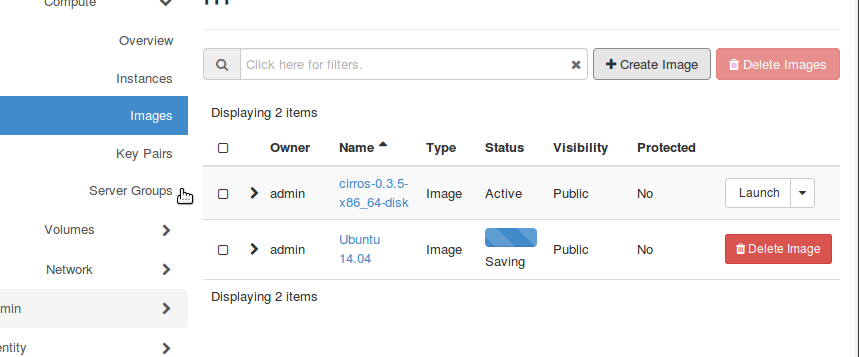 Compute
Overview
Instances
Images
Key Pairs
Server Groups
Volumes
Network
Click here for filters.
Create Image
Delete Images
Displaying 2 items
Owner Name Type Status Visibility Protected
admin cirros-0.3.5-
x86_64-disk Image Active Public No Launch
admin Ubuntu
14.04 Image Saving Public No Delete Image
Displaying 2 items
min
entity